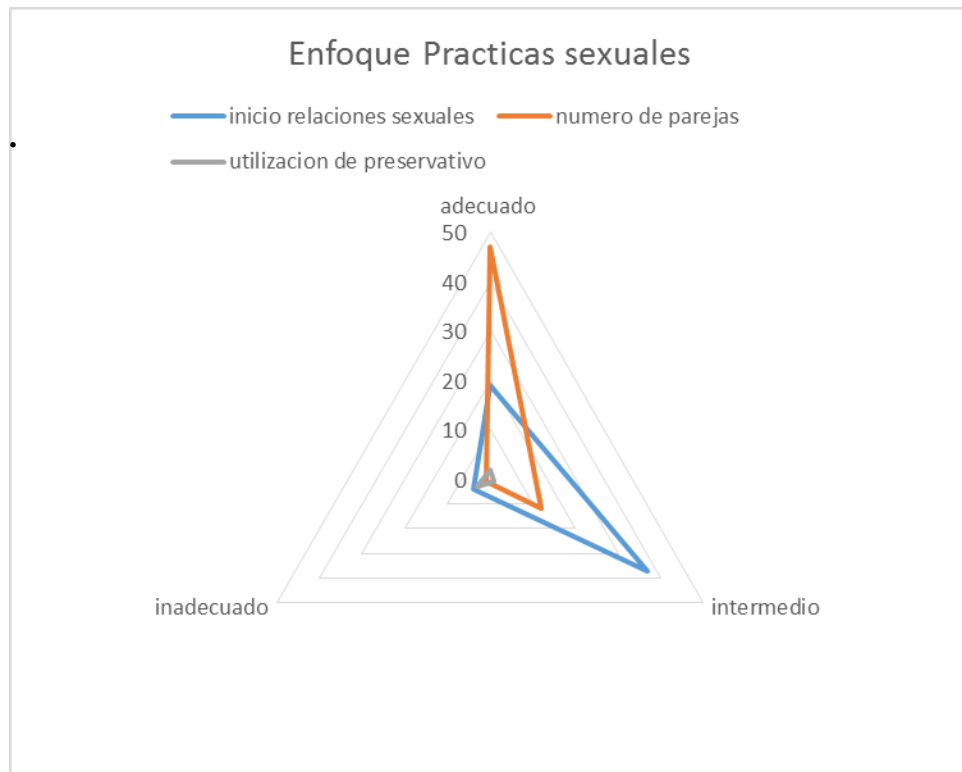 Enfoque Practicas sexuales
inicio relaciones sexuales numero de parejas
utilizacion de preservativo
adecuado
50
40
30
20
10
0
inadecuado intermedio